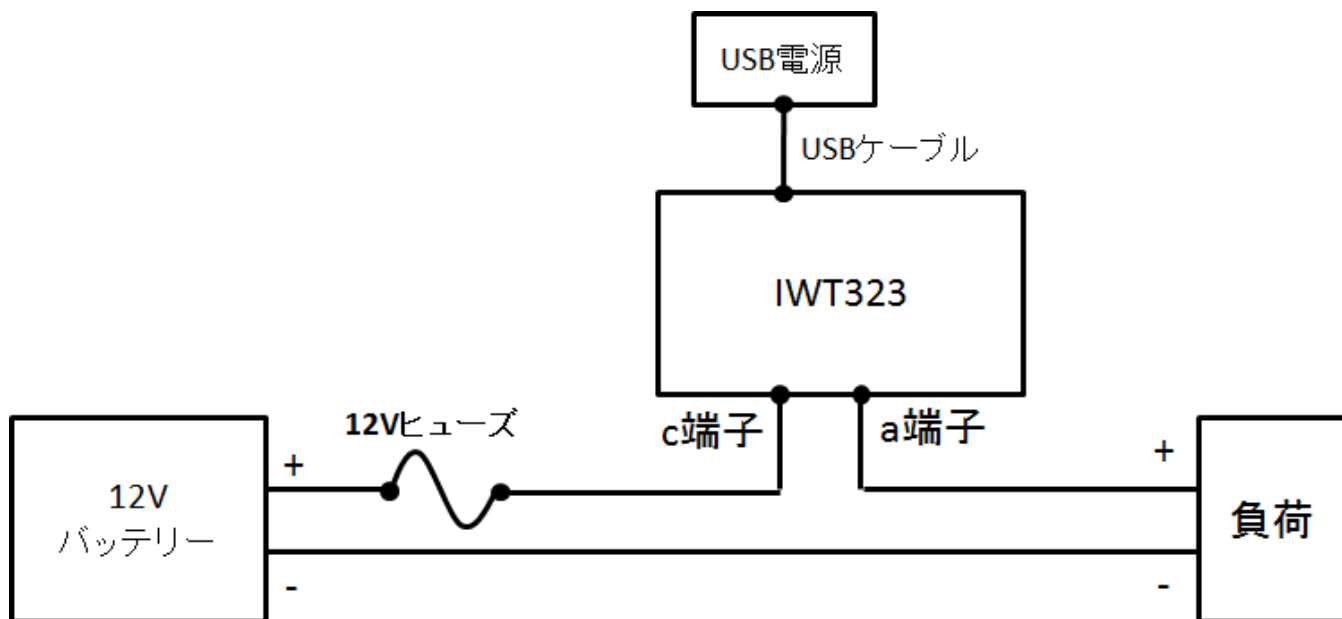 USB電源
USBケーブル
IWT323
12Vヒューズ
c端子
a端子
+
+
12V
バッテリー
負荷
-
-